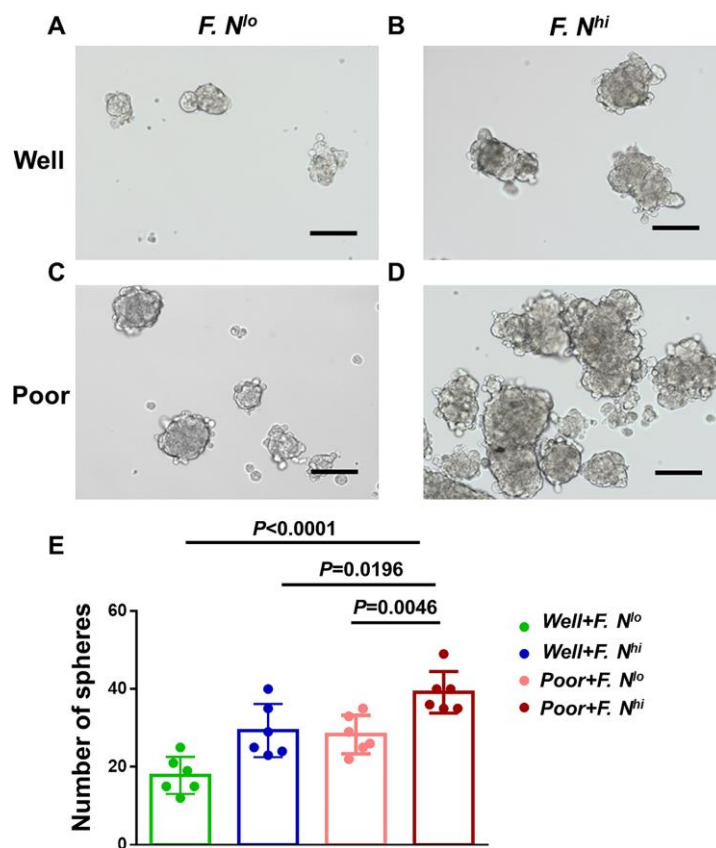 A F. Nˡᵒ B F. Nʰⁱ
Well
C D
Poor
E
P<0.0001
P=0.0196
P=0.0046
Number of spheres
60
40
20
0
Well+F. Nˡᵒ
Well+F. Nʰⁱ
Poor+F. Nˡᵒ
Poor+F. Nʰⁱ